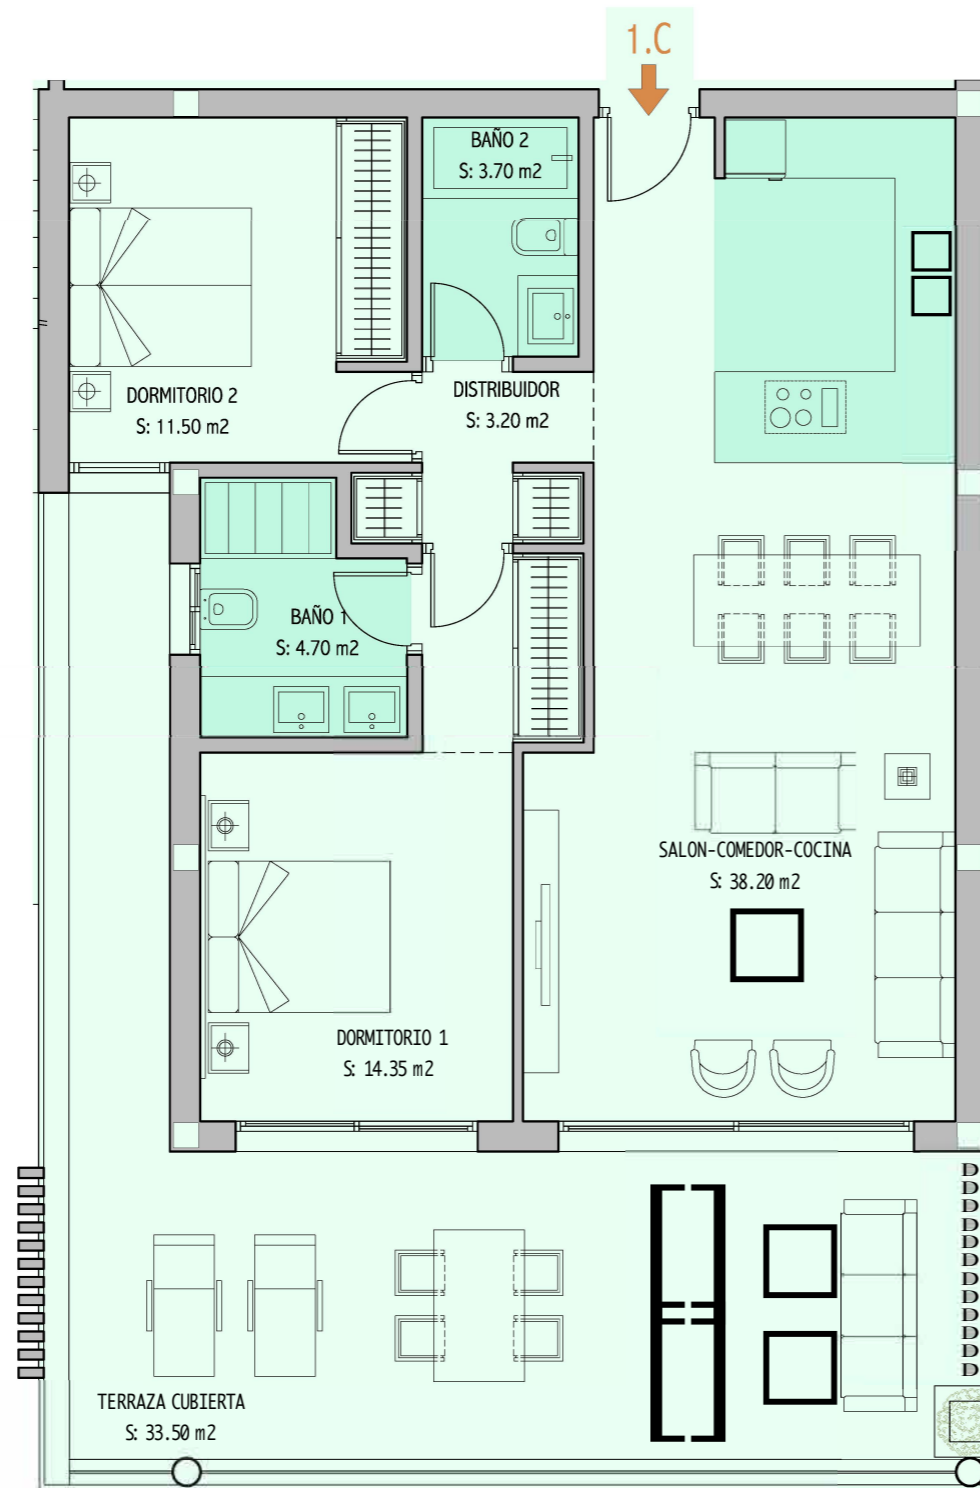 1.C
BAÑO 2
S: 3.70 m2
DORMITORIO 2
S: 11.50 m2
DISTRIBUIDOR
S: 3.20 m2
BAÑO 1
S: 4.70 m2
SALON-COMEDOR-COCINA
S: 38.20 m2
DORMITORIO 1
S: 14.35 m2
TERRAZA CUBIERTA
S: 33.50 m2